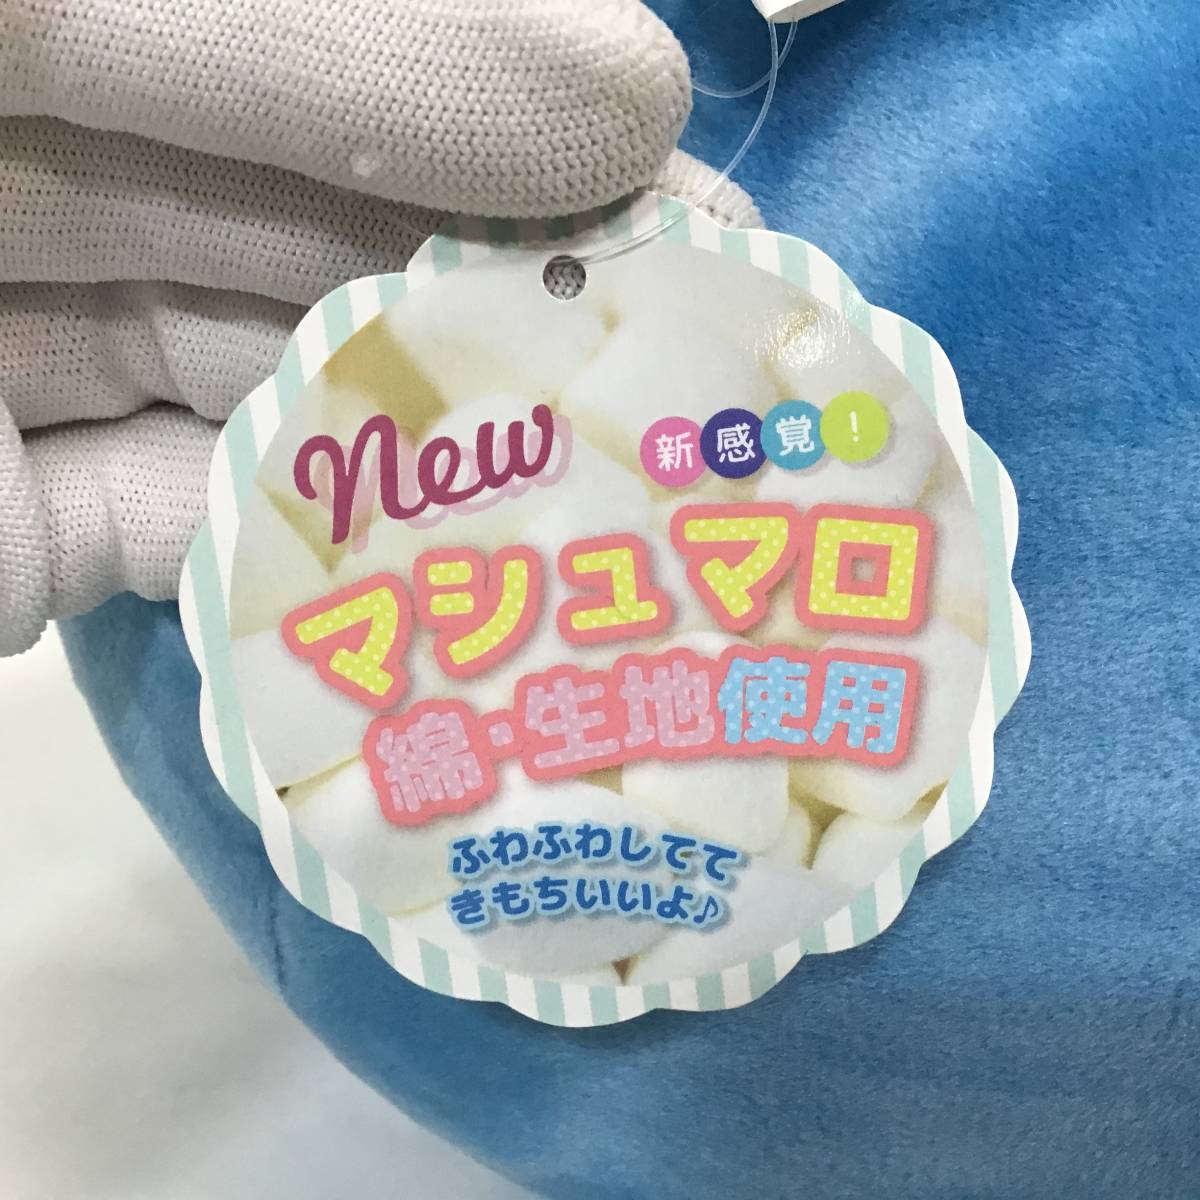 New
新感覚!
マシュマロ
綿・生地使用
ふわふわしてて
きもちいいよ♪